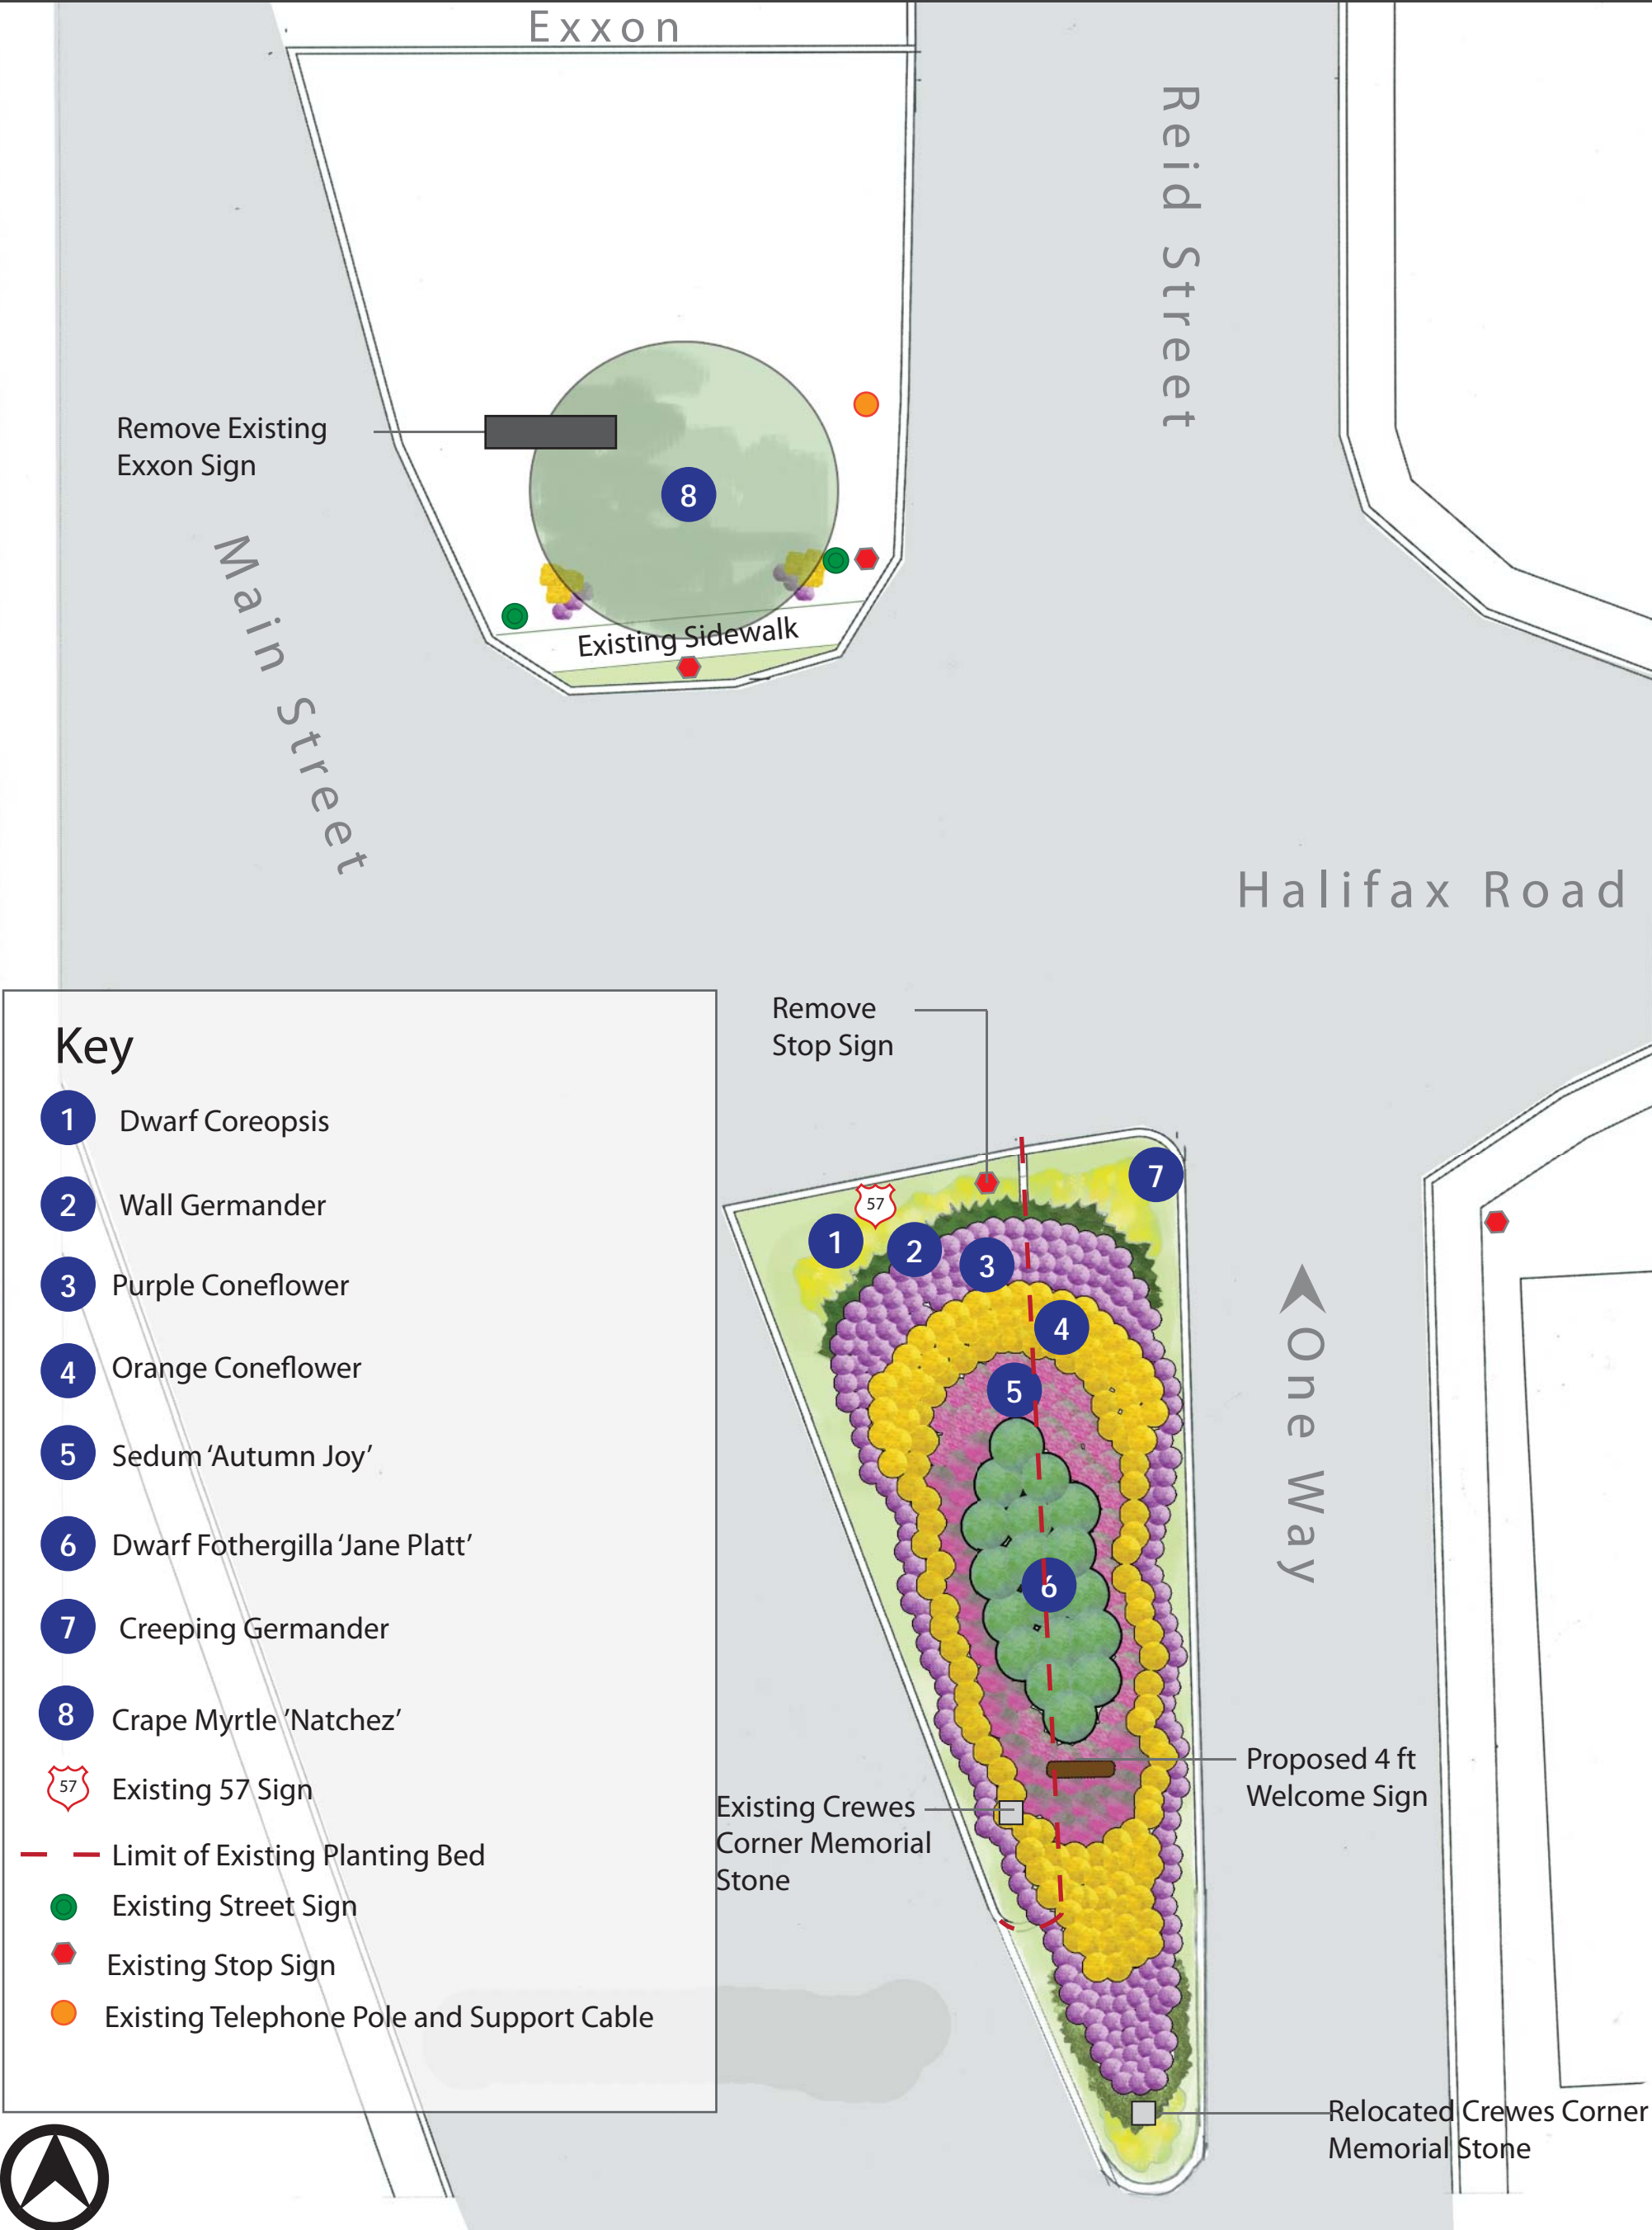 Exxon
Reid Street
Remove Existing
Exxon Sign
8
Main Street
Existing Sidewalk
Halifax Road
Remove
Stop Sign
Key
1 Dwarf Coreopsis
2 Wall Germander
3 Purple Coneflower
4 Orange Coneflower
5 Sedum ‘Autumn Joy’
6 Dwarf Fothergilla ‘Jane Platt’
7 Creeping Germander
8 Crape Myrtle ’Natchez’
57 Existing 57 Sign
Limit of Existing Planting Bed
Existing Street Sign
Existing Stop Sign
Existing Telephone Pole and Support Cable
7
57
1
2
3
4
5
6
One Way
Proposed 4 ft
Welcome Sign
Existing Crewes
Corner Memorial
Stone
Relocated Crewes Corner
Memorial Stone